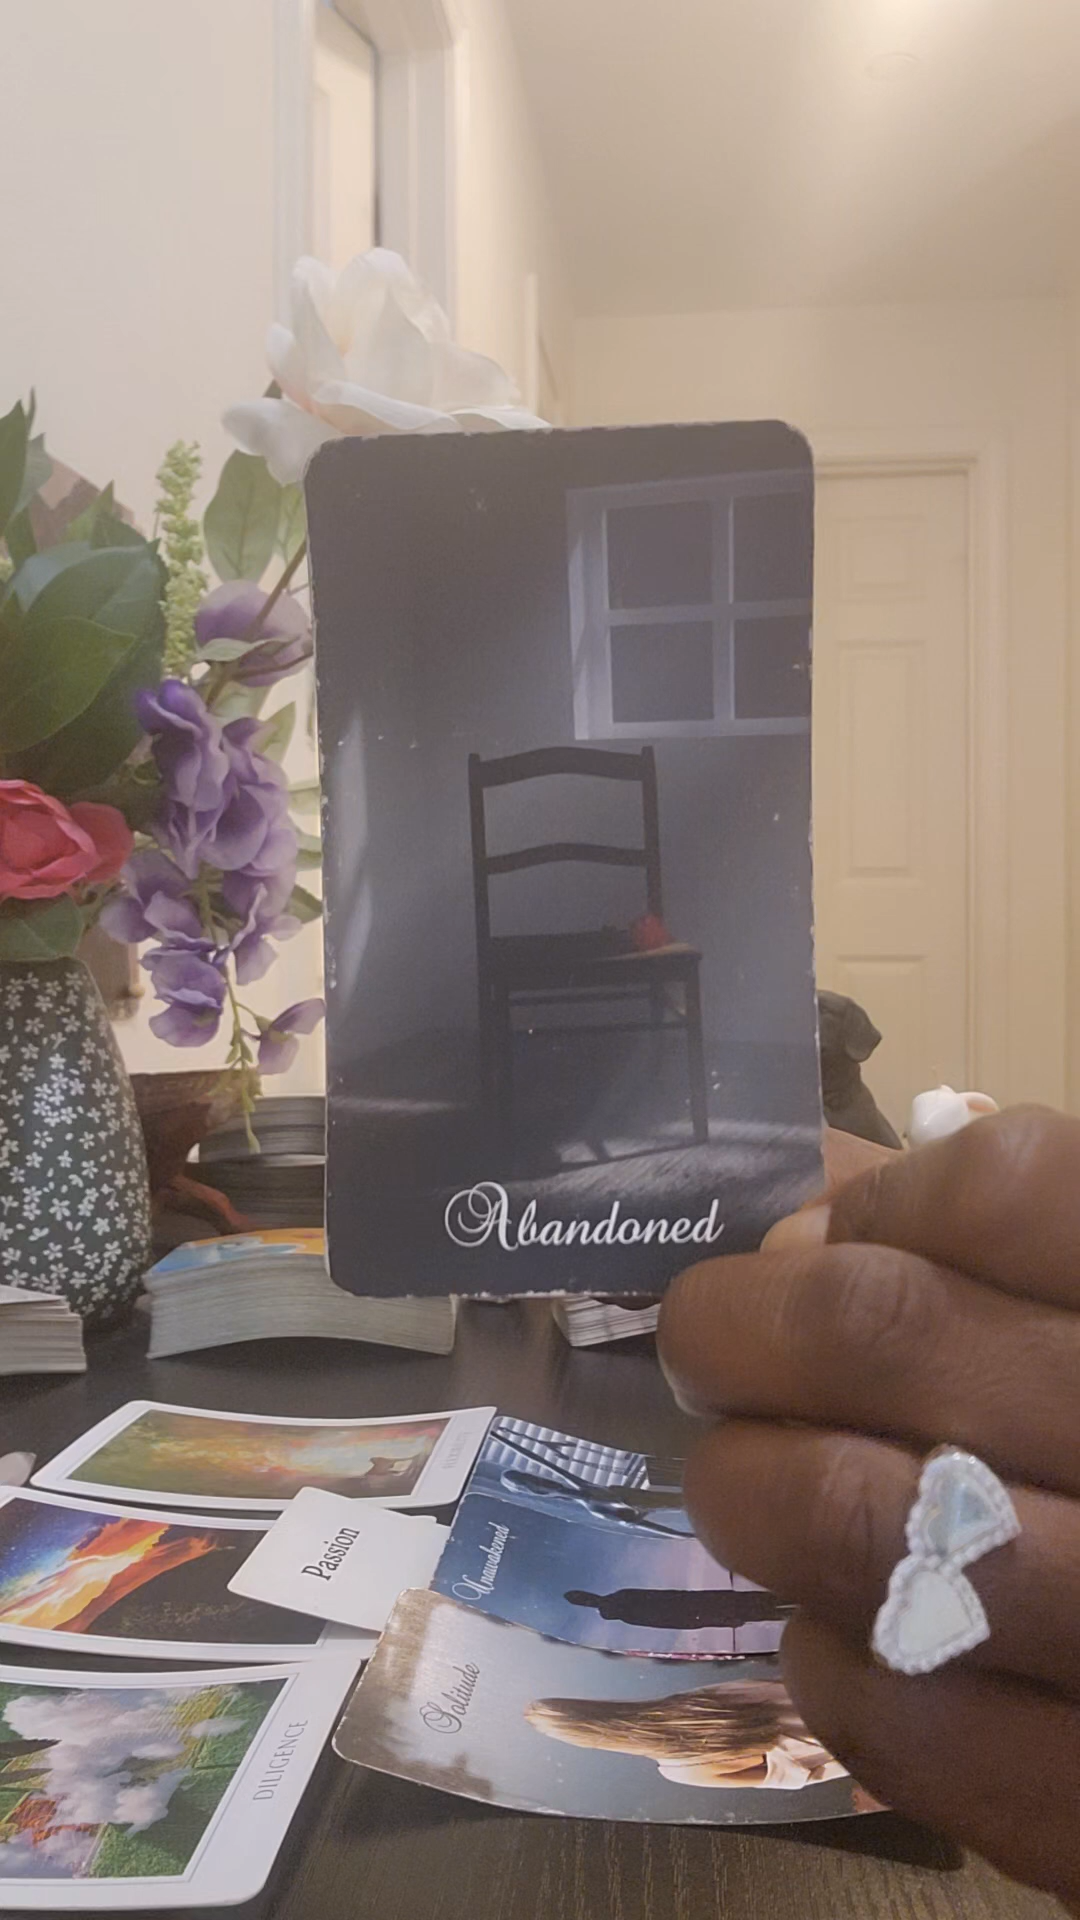 Abandoned
Passion
Unawakened
Solitude
DILIGENCE